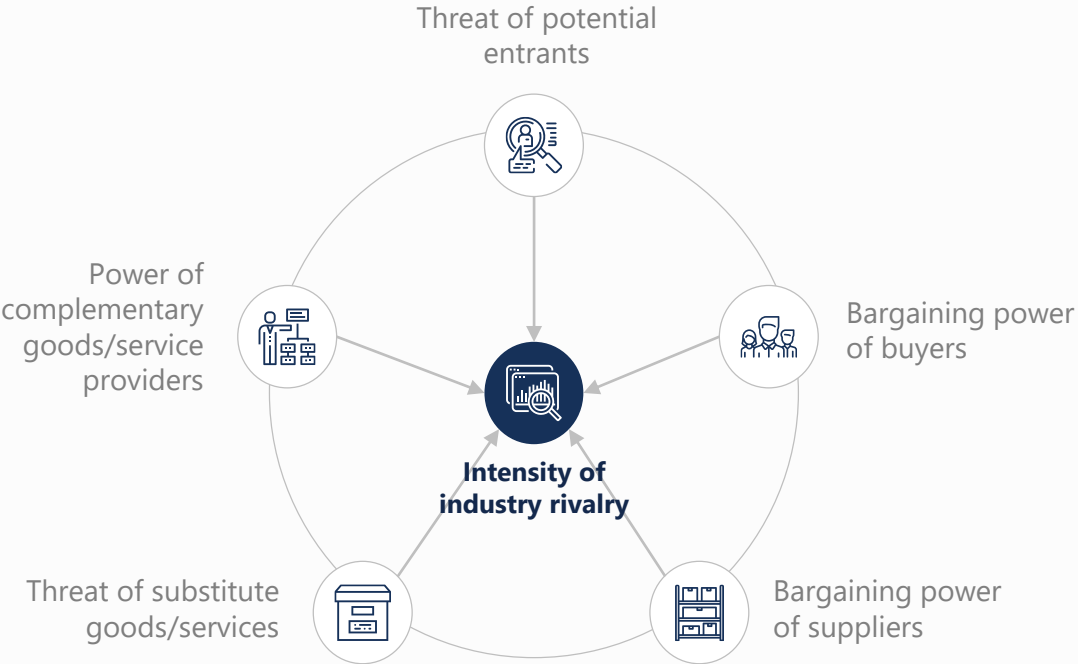 Threat of potential
entrants
Power of
complementary
goods/service
providers
Bargaining power
of buyers
Intensity of
industry rivalry
Threat of substitute
goods/services
Bargaining power
of suppliers